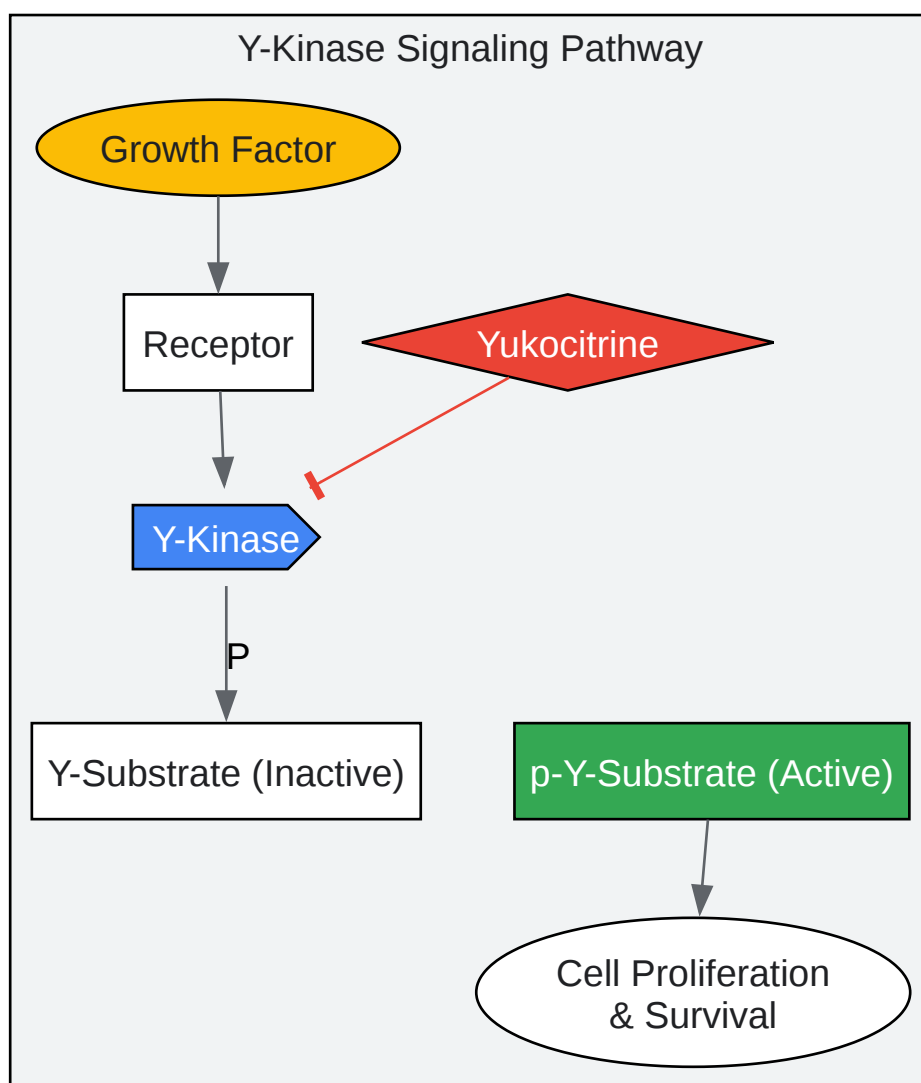 Y-Kinase Signaling Pathway
Growth Factor
Receptor
Yukocitrine
Y-Kinase
P
Y-Substrate (Inactive)
p-Y-Substrate (Active)
Cell Proliferation
& Survival